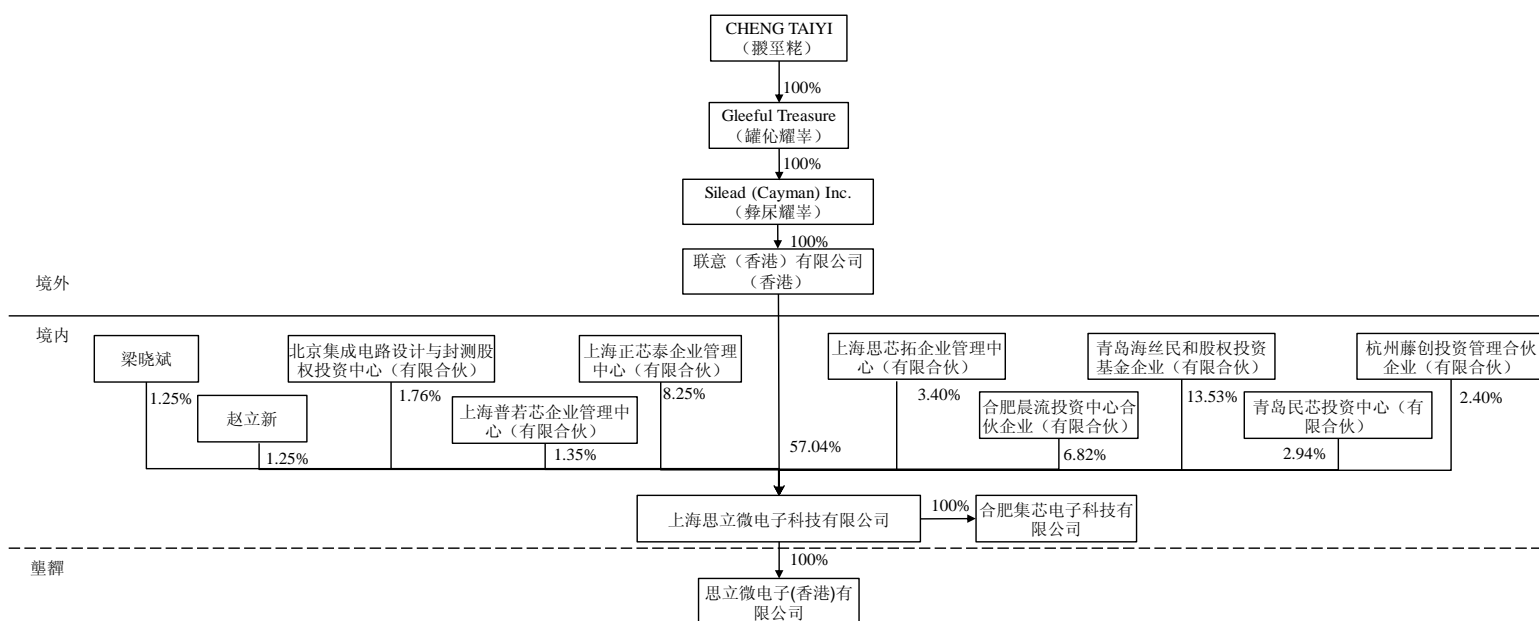 CHENG TAIYI
100%
Gleeful Treasure
100%
Silead (Cayman) Inc.
100%
联意（香港）有限公司
（香港）
境外
境内
梁晓斌
1.25%
赵立新
1.25%
北京集成电路设计与封测股
权投资中心（有限合伙）
1.76%
上海普若芯企业管理中
心（有限合伙）
1.35%
上海正芯泰企业管理
中心（有限合伙）
8.25%
57.04%
上海思芯拓企业管理中
心（有限合伙）
3.40%
合肥晨流投资中心合
伙企业（有限合伙）
6.82%
青岛海丝民和股权投资
基金企业（有限合伙）
13.53%
青岛民芯投资中心（有
限合伙）
2.94%
杭州藤创投资管理合伙
企业（有限合伙）
2.40%
上海思立微电子科技有限公司
100%
合肥集芯电子科技有
限公司
100%
思立微电子(香港)有
限公司